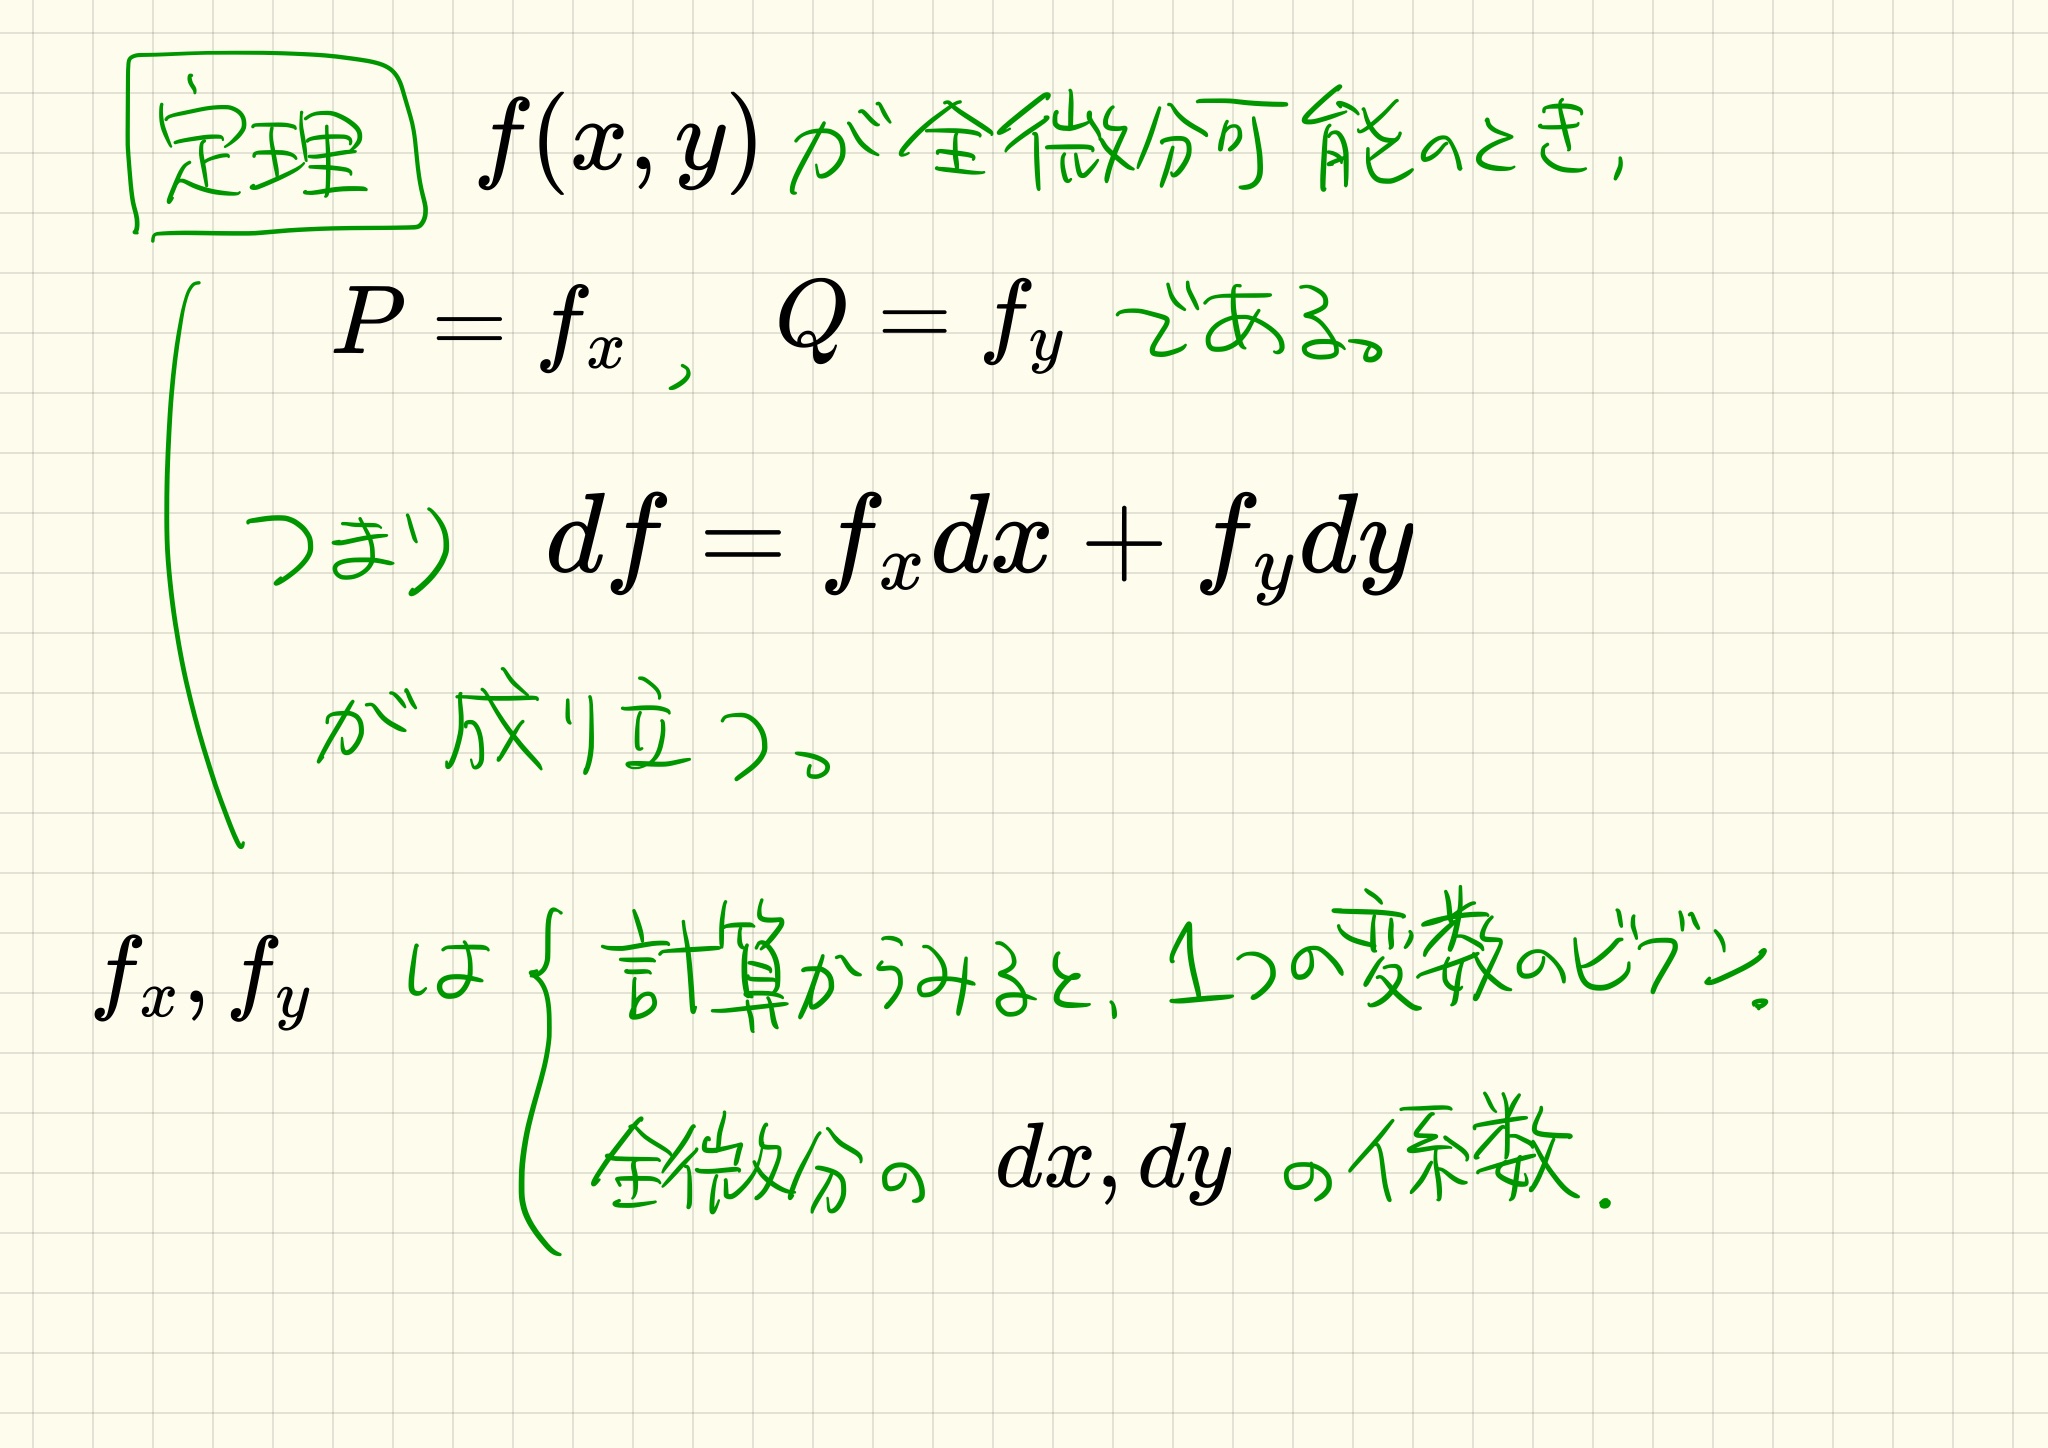 定理 f(x, y) が全微分可能のとき,
P = f_x , Q = f_y である。
つまり df = f_x dx + f_y dy
が成り立つ。
f_x, f_y は { 計算からみると, 1つの変数のビブン.
全微分の dx, dy の係数.